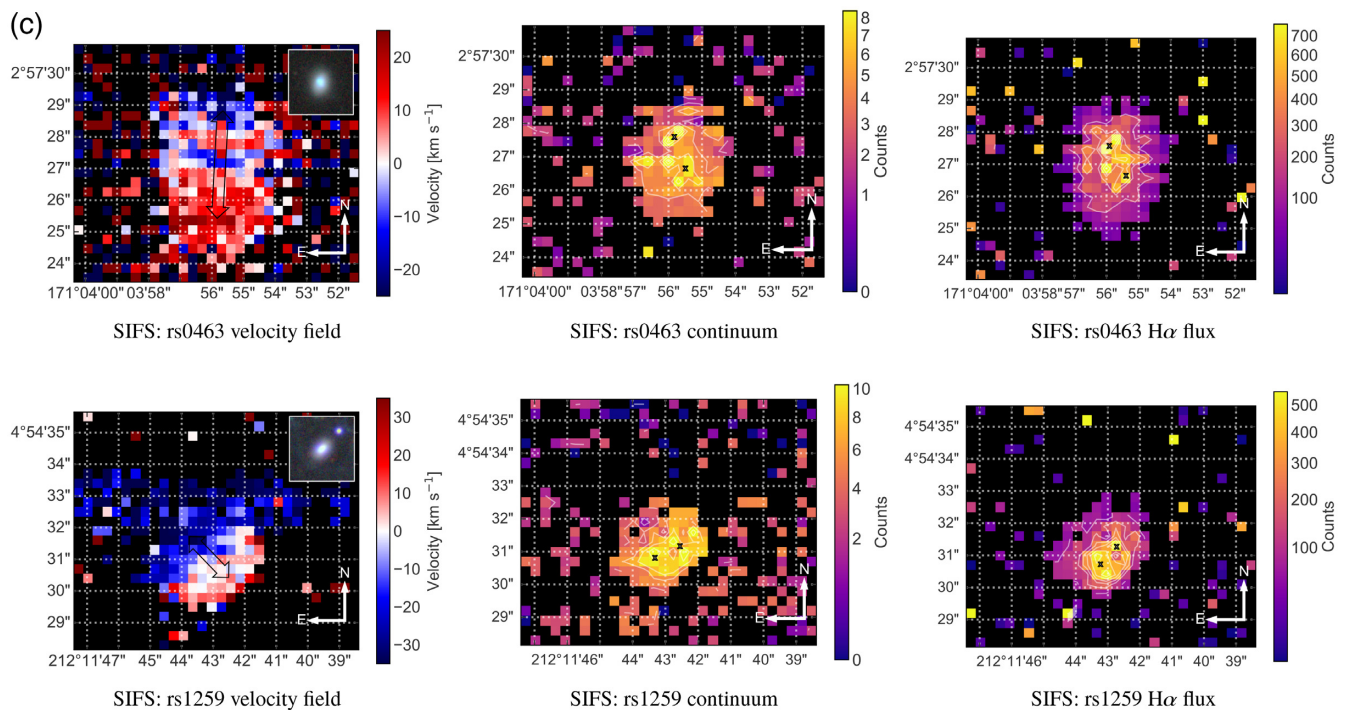 (c)
2°57'30"
29"
28"
27"
26"
25"
24"
171°04'00" 03'58" 56" 55" 54" 53" 52"
N
E
20
10
0
−10
−20
Velocity [km s⁻¹]
SIFS: rs0463 velocity field
2°57'30"
29"
28"
27"
26"
25"
24"
171°04'00" 03'58"57" 56" 55" 54" 53" 52"
N
E
8
7
6
5
4
3
2
1
0
Counts
SIFS: rs0463 continuum
2°57'30"
29"
28"
27"
26"
25"
24"
171°04'00" 03'58"57" 56" 55" 54" 53" 52"
N
E
700
600
500
400
300
200
100
Counts
SIFS: rs0463 Hα flux
4°54'35"
34"
33"
32"
31"
30"
29"
212°11'47" 45" 44" 43" 42" 41" 40" 39"
N
E
30
20
10
0
−10
−20
−30
Velocity [km s⁻¹]
SIFS: rs1259 velocity field
4°54'35"
4°54'34"
33"
32"
31"
30"
29"
212°11'46" 44" 43" 42" 41" 40" 39"
N
E
10
8
6
4
2
0
Counts
SIFS: rs1259 continuum
4°54'35"
4°54'34"
33"
32"
31"
30"
29"
212°11'46" 44" 43" 42" 41" 40" 39"
N
E
500
400
300
200
100
Counts
SIFS: rs1259 Hα flux